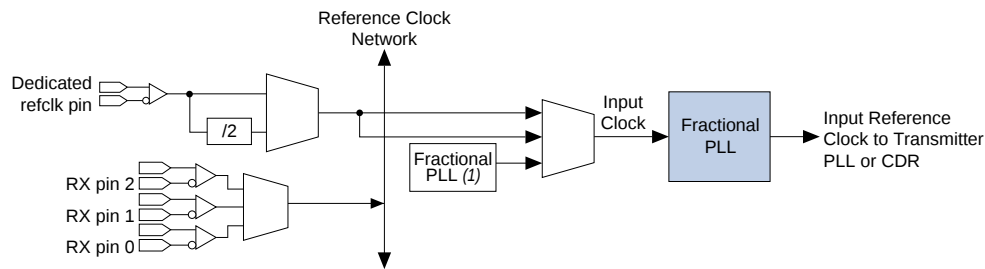 Reference Clock
Network
Dedicated
refclk pin
/2
Input
Clock
Fractional
PLL
Input Reference
Clock to Transmitter
PLL or CDR
Fractional
PLL (1)
RX pin 2
RX pin 1
RX pin 0